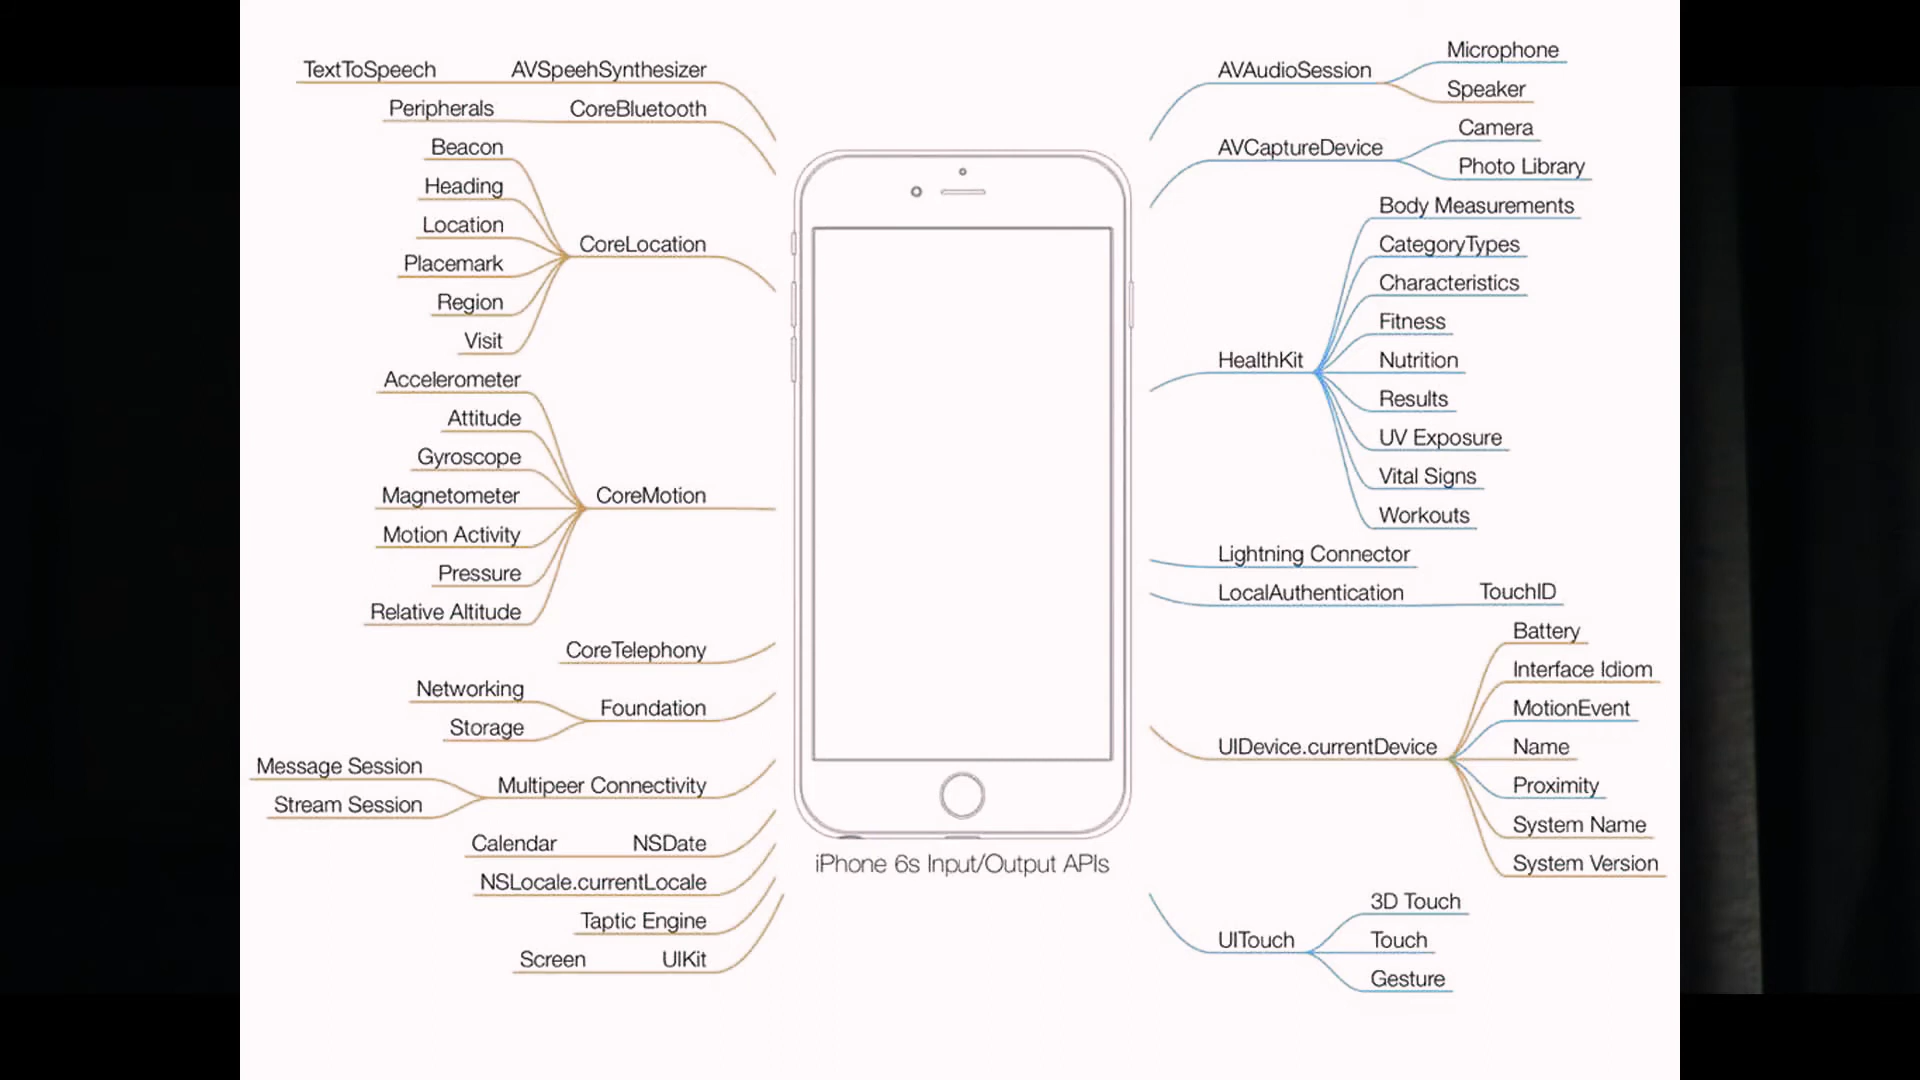 TextToSpeech AVSpeehSynthesizer
Peripherals CoreBluetooth
Beacon
Heading
Location
Placemark
Region
Visit
CoreLocation
Accelerometer
Attitude
Gyroscope
Magnetometer
Motion Activity
Pressure
Relative Altitude
CoreMotion
CoreTelephony
Networking
Storage
Foundation
Message Session
Stream Session
Multipeer Connectivity
Calendar NSDate
NSLocale.currentLocale
Taptic Engine
Screen UIKit
iPhone 6s Input/Output APIs
AVAudioSession
Microphone
Speaker
AVCaptureDevice
Camera
Photo Library
HealthKit
Body Measurements
CategoryTypes
Characteristics
Fitness
Nutrition
Results
UV Exposure
Vital Signs
Workouts
Lightning Connector
LocalAuthentication TouchID
UIDevice.currentDevice
Battery
Interface Idiom
MotionEvent
Name
Proximity
System Name
System Version
UITouch
3D Touch
Touch
Gesture